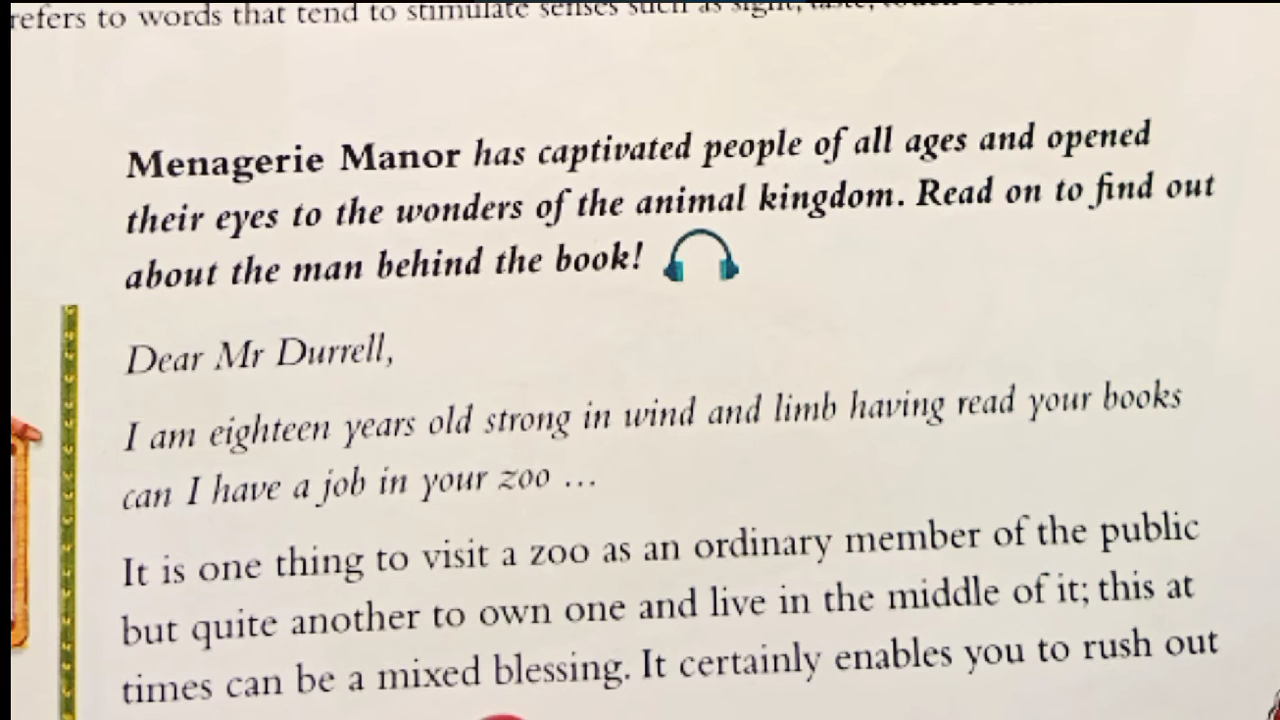 refers to words that tend to stimulate senses such as sight, taste,
Menagerie Manor has captivated people of all ages and opened
their eyes to the wonders of the animal kingdom. Read on to find out
about the man behind the book!
Dear Mr Durrell,
I am eighteen years old strong in wind and limb having read your books
can I have a job in your zoo ...
It is one thing to visit a zoo as an ordinary member of the public
but quite another to own one and live in the middle of it; this at
times can be a mixed blessing. It certainly enables you to rush out